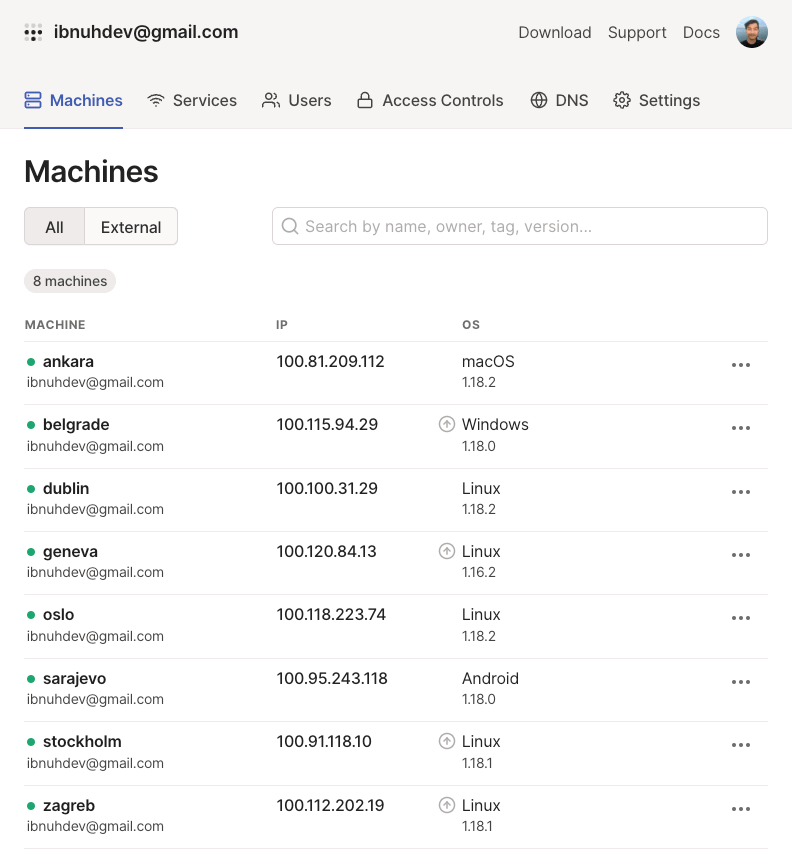 ibnuhdev@gmail.com Download Support Docs
Machines Services Users Access Controls DNS Settings
Machines
All External Search by name, owner, tag, version...
8 machines
MACHINE IP OS
ankara 100.81.209.112 macOS
ibnuhdev@gmail.com 1.18.2
belgrade 100.115.94.29 Windows
ibnuhdev@gmail.com 1.18.0
dublin 100.100.31.29 Linux
ibnuhdev@gmail.com 1.18.2
geneva 100.120.84.13 Linux
ibnuhdev@gmail.com 1.16.2
oslo 100.118.223.74 Linux
ibnuhdev@gmail.com 1.18.2
sarajevo 100.95.243.118 Android
ibnuhdev@gmail.com 1.18.0
stockholm 100.91.118.10 Linux
ibnuhdev@gmail.com 1.18.1
zagreb 100.112.202.19 Linux
ibnuhdev@gmail.com 1.18.1